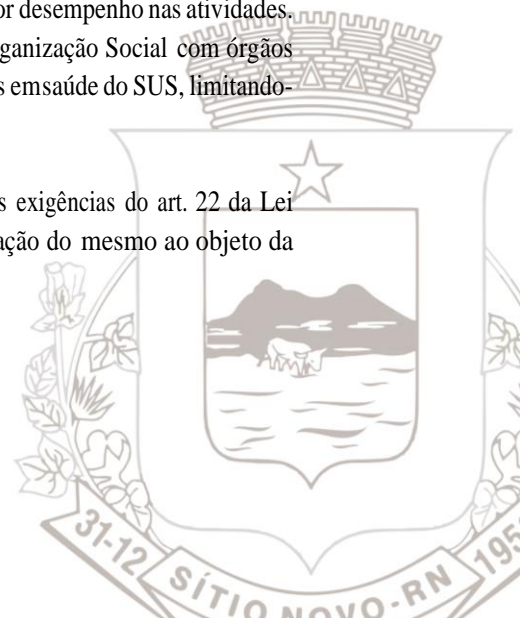 or desempenho nas atividades.
ganização Social com órgãos
s emsaúde do SUS, limitando-
s exigências do art. 22 da Lei
ação do mesmo ao objeto da
31-12
SÍTIO NOVO-RN
195